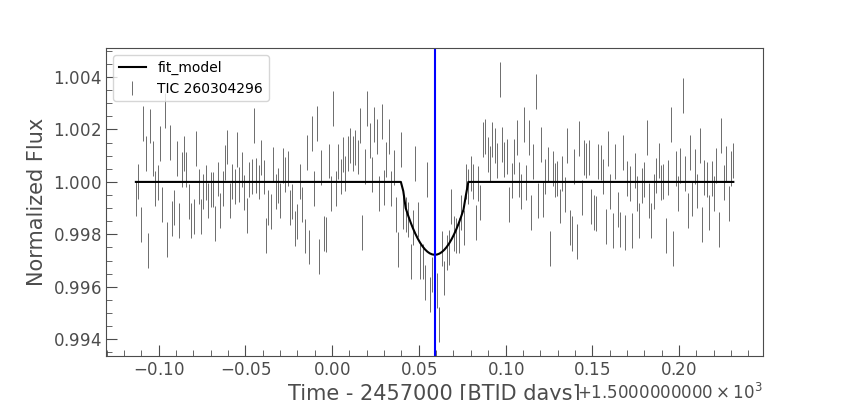 fit_model
TIC 260304296
1.004
1.002
1.000
0.998
0.996
0.994
Normalized Flux
−0.10 −0.05 0.00 0.05 0.10 0.15 0.20
Time - 2457000 [BTJD days]
+1.5000000000 × 10³